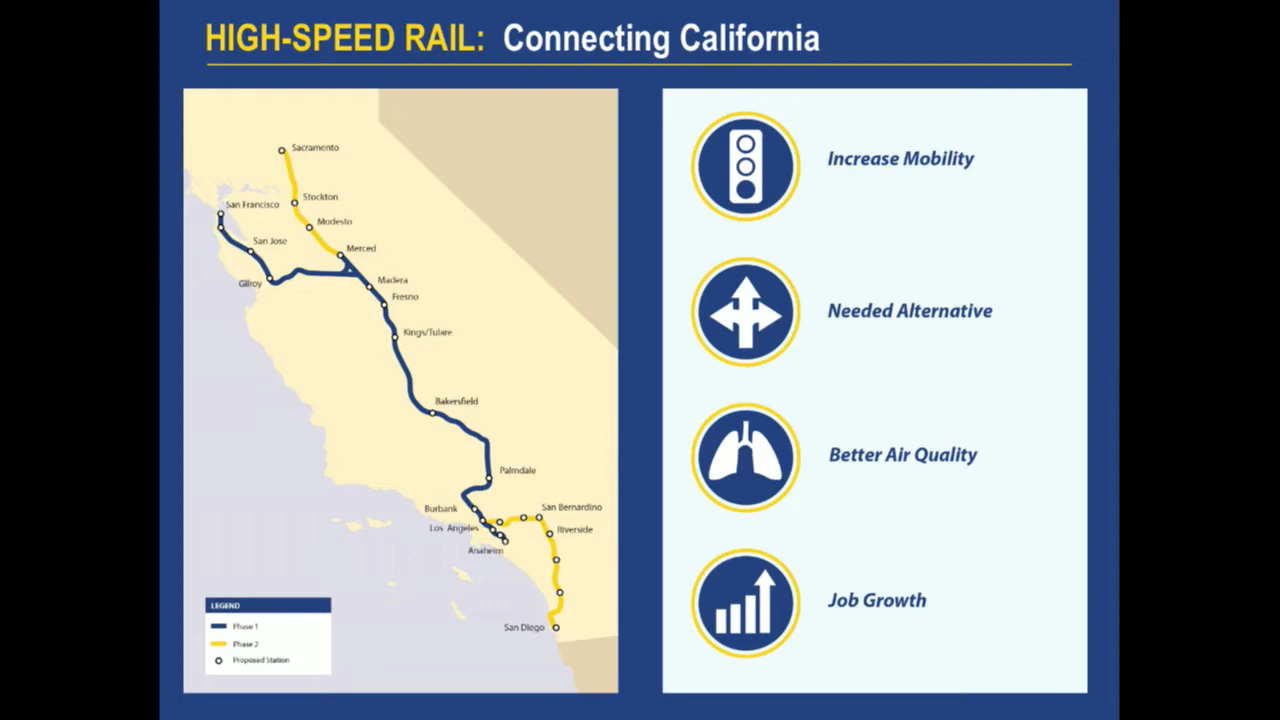 HIGH-SPEED RAIL: Connecting California
Sacramento
Stockton
San Francisco
Modesto
San Jose
Merced
Gilroy
Madera
Fresno
Kings/Tulare
Bakersfield
Palmdale
Burbank
San Bernardino
Los Angeles
Riverside
Anaheim
San Diego
LEGEND
Phase 1
Phase 2
Proposed Station
Increase Mobility
Needed Alternative
Better Air Quality
Job Growth